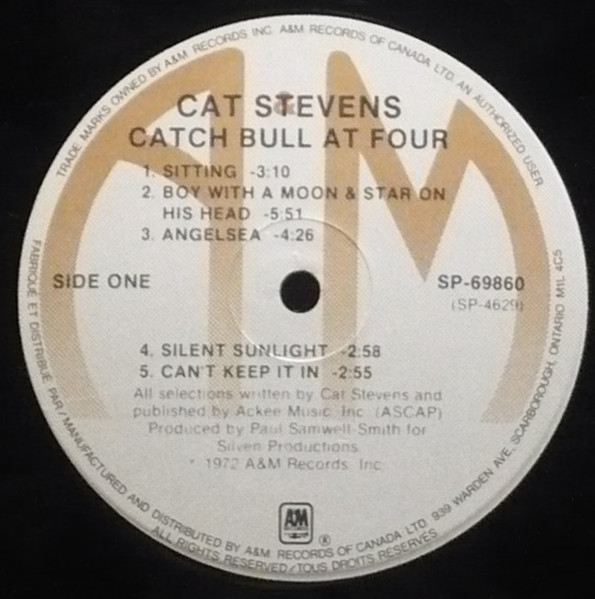 TRADE MARKS OWNED BY A&M RECORDS INC. A&M RECORDS OF CANADA LTD. AN AUTHORIZED USER
CAT STEVENS
CATCH BULL AT FOUR
1. SITTING -3:10
2. BOY WITH A MOON & STAR ON
HIS HEAD -5:51
3. ANGELSEA -4:26
SIDE ONE
SP-69860
(SP-4629)
4. SILENT SUNLIGHT -2:58
5. CAN'T KEEP IT IN -2:55
All selections written by Cat Stevens and
published by Ackee Music, Inc. (ASCAP)
Produced by Paul Samwell-Smith for
Silven Productions.
1972 A&M Records, Inc.
A&M ®
FABRIQUÉ ET DISTRIBUÉ PAR/MANUFACTURED AND DISTRIBUTED BY A&M RECORDS OF CANADA LTD. 939 WARDEN AVE, SCARBOROUGH, ONTARIO M1L 4C5
ALL RIGHTS RESERVED/TOUS DROITS RESERVÉS